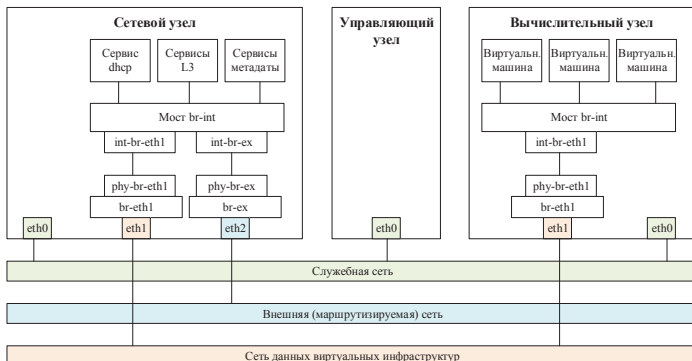 Сетевой узел
Сервис
dhcp
Сервисы
L3
Сервисы
метадаты
Мост br-int
int-br-eth1
int-br-ex
phy-br-eth1
phy-br-ex
br-eth1
br-ex
eth0
eth1
eth2
Управляющий
узел
eth0
Вычислительный узел
Виртуальн.
машина
Виртуальн.
машина
Виртуальн.
машина
Мост br-int
int-br-eth1
phy-br-eth1
br-eth1
eth1
eth0
Служебная сеть
Внешняя (маршрутизируемая) сеть
Сеть данных виртуальных инфраструктур